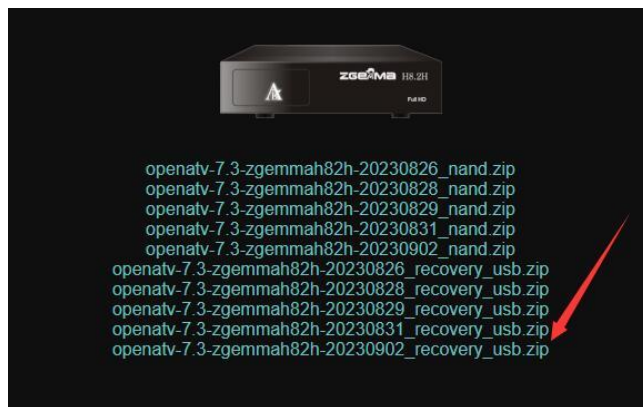 ZGEMMA H8.2H
Full HD
openatv-7.3-zgemmah82h-20230826_nand.zip
openatv-7.3-zgemmah82h-20230828_nand.zip
openatv-7.3-zgemmah82h-20230829_nand.zip
openatv-7.3-zgemmah82h-20230831_nand.zip
openatv-7.3-zgemmah82h-20230902_nand.zip
openatv-7.3-zgemmah82h-20230826_recovery_usb.zip
openatv-7.3-zgemmah82h-20230828_recovery_usb.zip
openatv-7.3-zgemmah82h-20230829_recovery_usb.zip
openatv-7.3-zgemmah82h-20230831_recovery_usb.zip
openatv-7.3-zgemmah82h-20230902_recovery_usb.zip